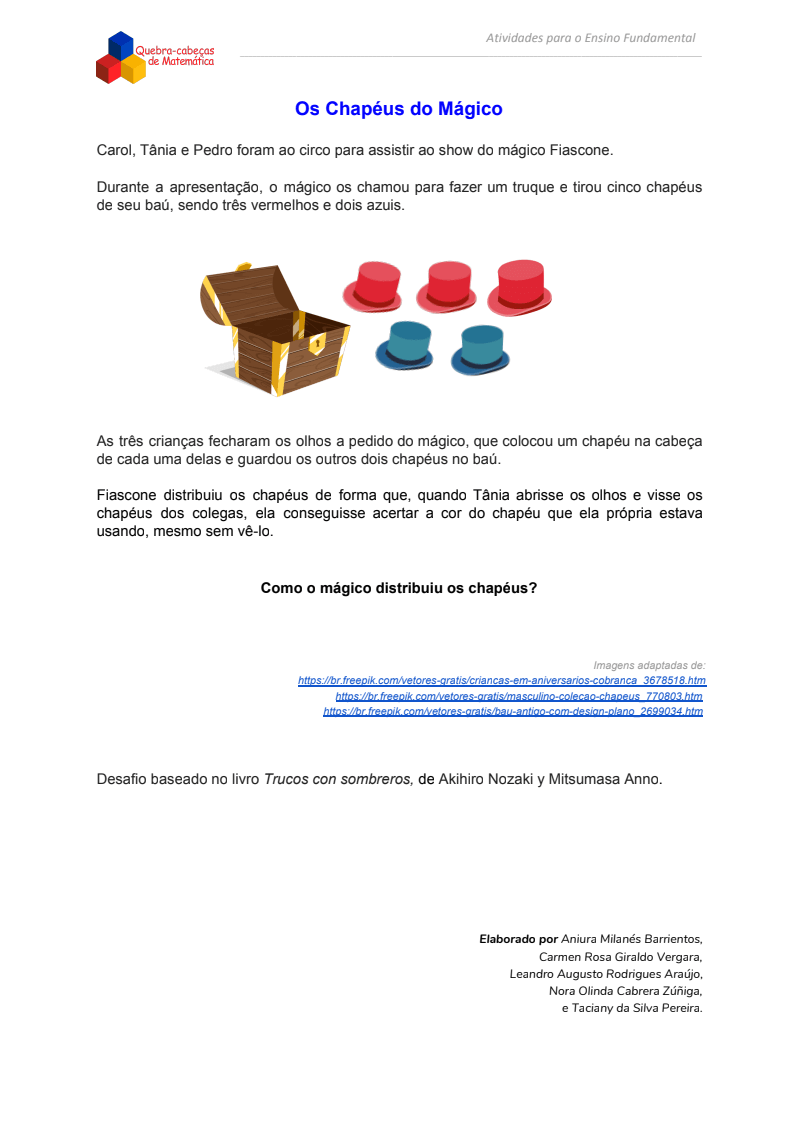 Quebra-cabeças
de Matemática
Atividades para o Ensino Fundamental
Os Chapéus do Mágico
Carol, Tânia e Pedro foram ao circo para assistir ao show do mágico Fiascone.
Durante a apresentação, o mágico os chamou para fazer um truque e tirou cinco chapéus
de seu baú, sendo três vermelhos e dois azuis.
As três crianças fecharam os olhos a pedido do mágico, que colocou um chapéu na cabeça
de cada uma delas e guardou os outros dois chapéus no baú.
Fiascone distribuiu os chapéus de forma que, quando Tânia abrisse os olhos e visse os
chapéus dos colegas, ela conseguisse acertar a cor do chapéu que ela própria estava
usando, mesmo sem vê-lo.
Como o mágico distribuiu os chapéus?
Imagens adaptadas de:
https://br.freepik.com/vetores-gratis/criancas-em-aniversarios-cobranca_3678518.htm
https://br.freepik.com/vetores-gratis/masculino-colecao-chapeus_770803.htm
https://br.freepik.com/vetores-gratis/bau-antigo-com-design-plano_2699034.htm
Desafio baseado no livro Trucos con sombreros, de Akihiro Nozaki y Mitsumasa Anno.
Elaborado por Aniura Milanés Barrientos,
Carmen Rosa Giraldo Vergara,
Leandro Augusto Rodrigues Araújo,
Nora Olinda Cabrera Zúñiga,
e Taciany da Silva Pereira.